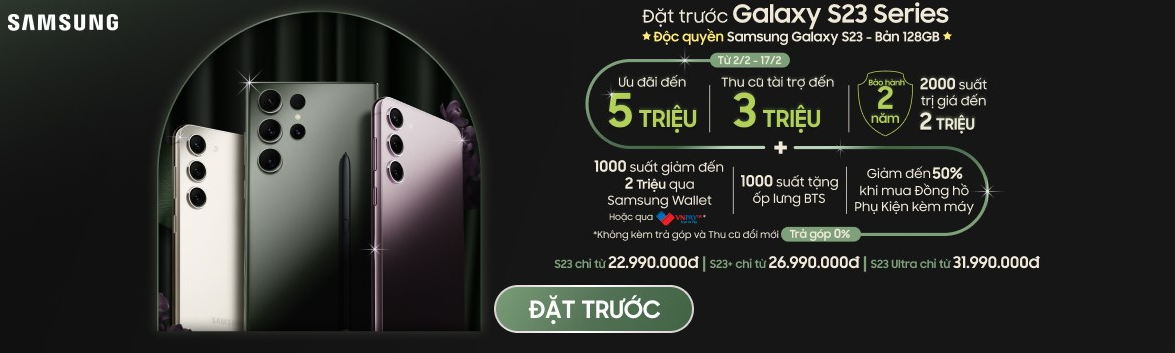 SAMSUNG
Đặt trước Galaxy S23 Series
Độc quyền Samsung Galaxy S23 - Bản 128GB
Từ 2/2 - 17/2
Ưu đãi đến
5 TRIỆU
Thu cũ tài trợ đến
3 TRIỆU
Bảo hành
2
năm
2000 suất
trị giá đến
2 TRIỆU
+
1000 suất giảm đến
2 Triệu qua
Samsung Wallet
Hoặc qua VNPAY *
1000 suất tặng
ốp lưng BTS
Giảm đến 50%
khi mua Đồng hồ
Phụ Kiện kèm máy
*Không kèm trả góp và Thu cũ đổi mới Trả góp 0%
S23 chỉ từ 22.990.000đ | S23+ chỉ từ 26.990.000đ | S23 Ultra chỉ từ 31.990.000đ
ĐẶT TRƯỚC